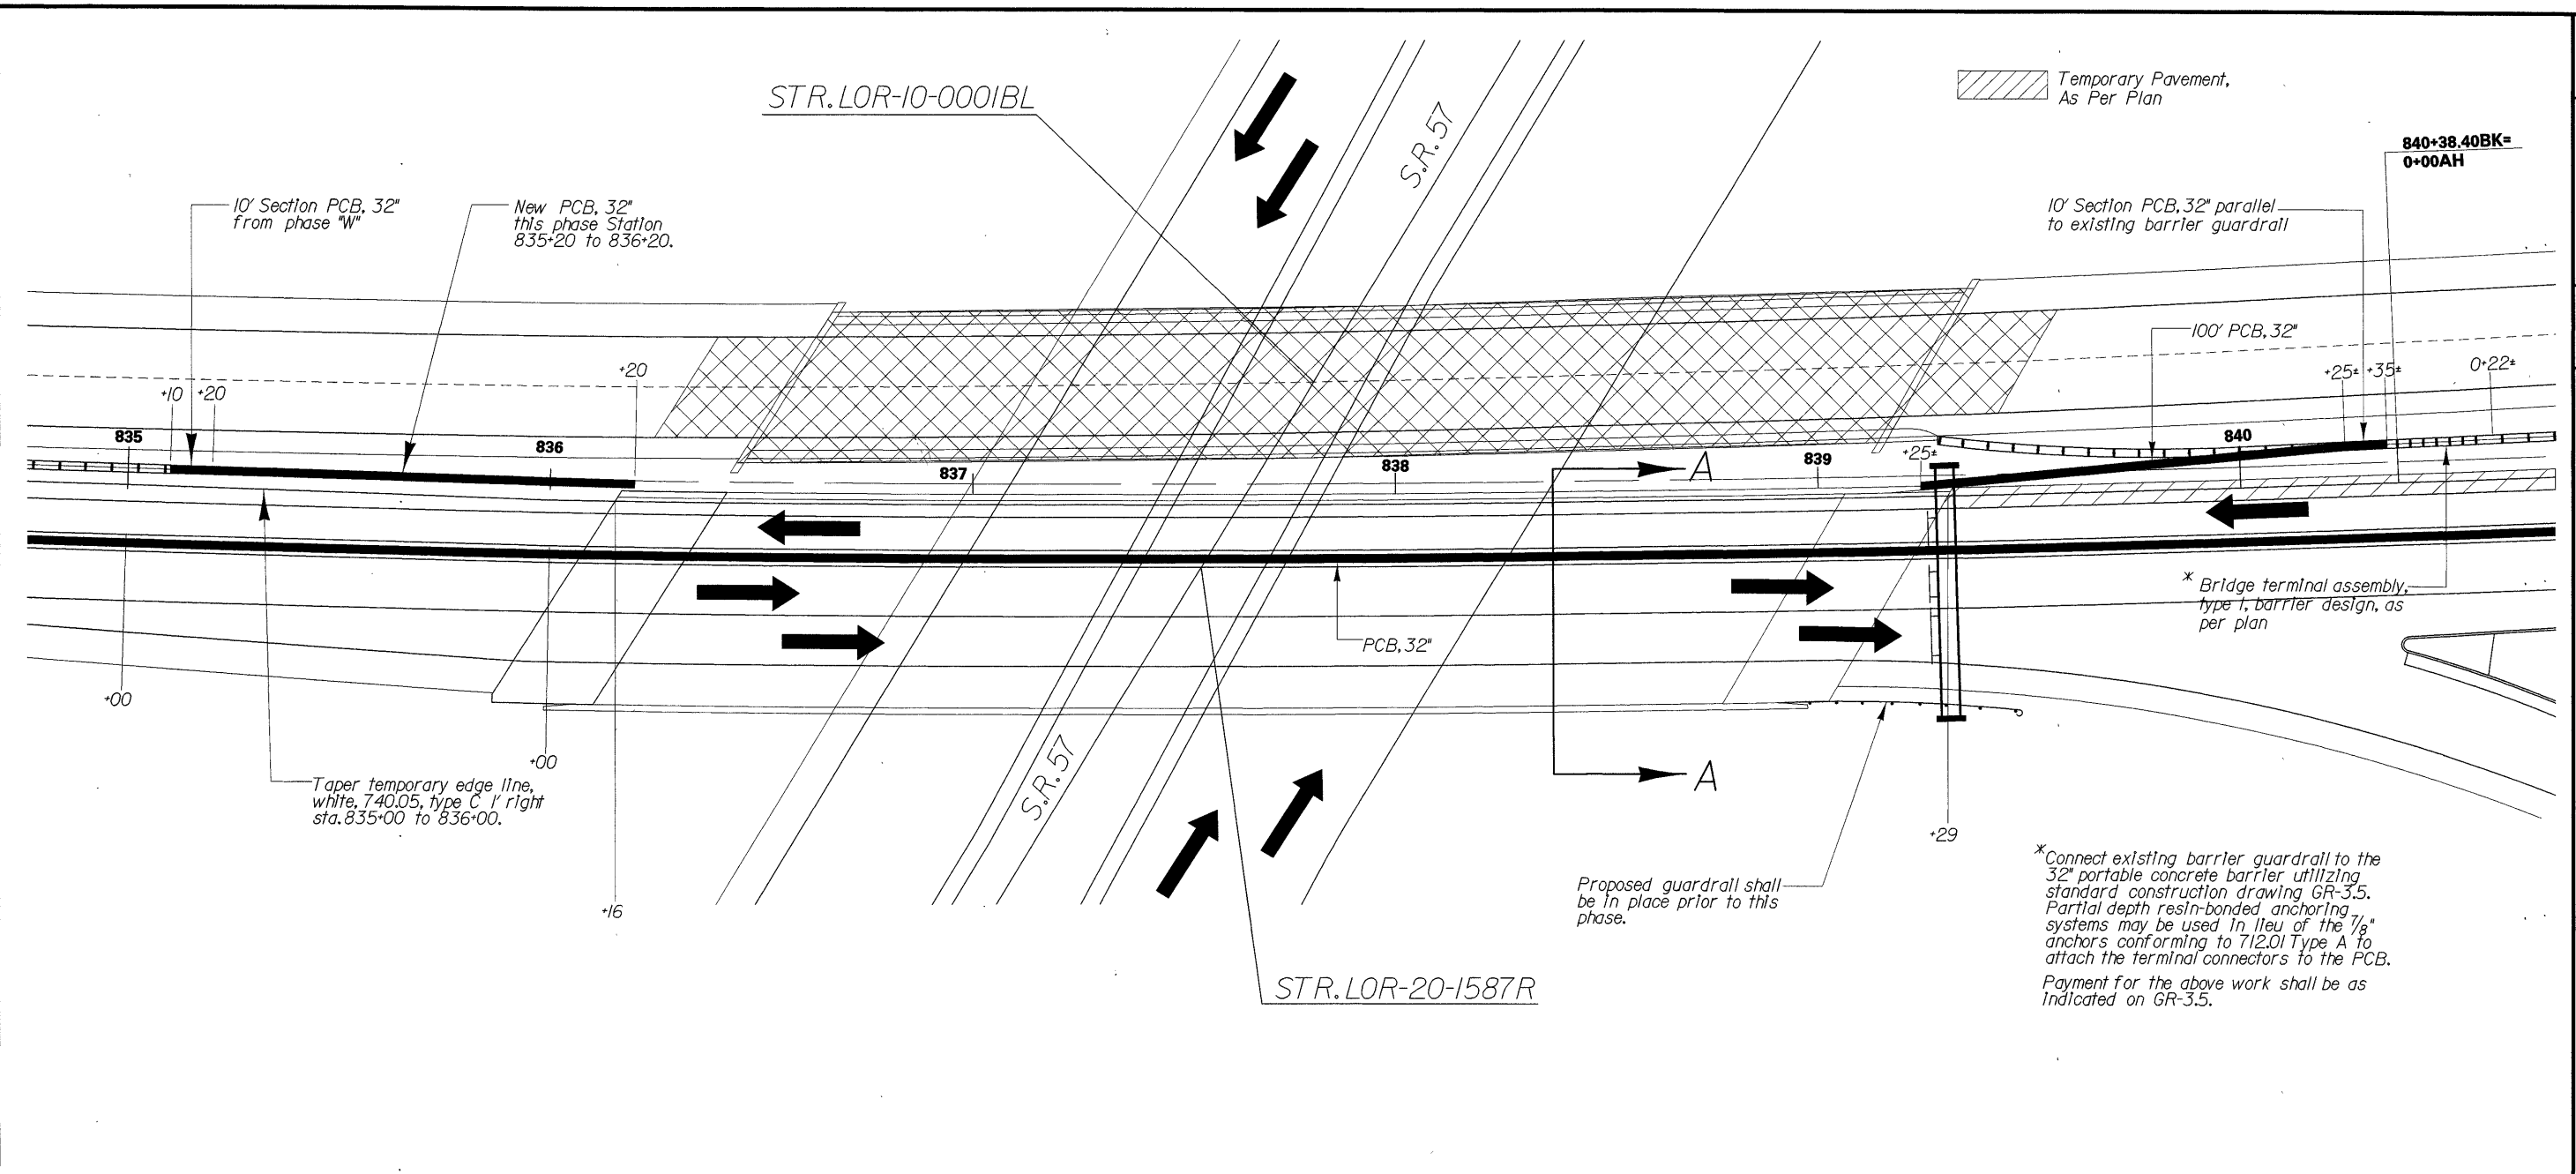 STR. LOR-10-0001BL
S.R. 57
Temporary Pavement,
As Per Plan
840+38.40BK=
0+00AH
10' Section PCB, 32"
from phase "W"
New PCB, 32"
this phase Station
835+20 to 836+20.
10' Section PCB, 32" parallel
to existing barrier guardrail
100' PCB, 32"
+10 +20
+20
+25± +35±
0+22±
835
836
837
838
839
+25±
840
A
* Bridge terminal assembly,
type 1, barrier design, as
per plan
PCB, 32"
+00
+00
Taper temporary edge line,
white, 740.05, type C 1' right
sta. 835+00 to 836+00.
S.R. 57
A
+29
+16
Proposed guardrail shall
be in place prior to this
phase.
*Connect existing barrier guardrail to the
32" portable concrete barrier utilizing
standard construction drawing GR-3.5.
Partial depth resin-bonded anchoring
systems may be used in lieu of the 7/8"
anchors conforming to 712.01 Type A to
attach the terminal connectors to the PCB.
Payment for the above work shall be as
indicated on GR-3.5.
STR. LOR-20-1587R